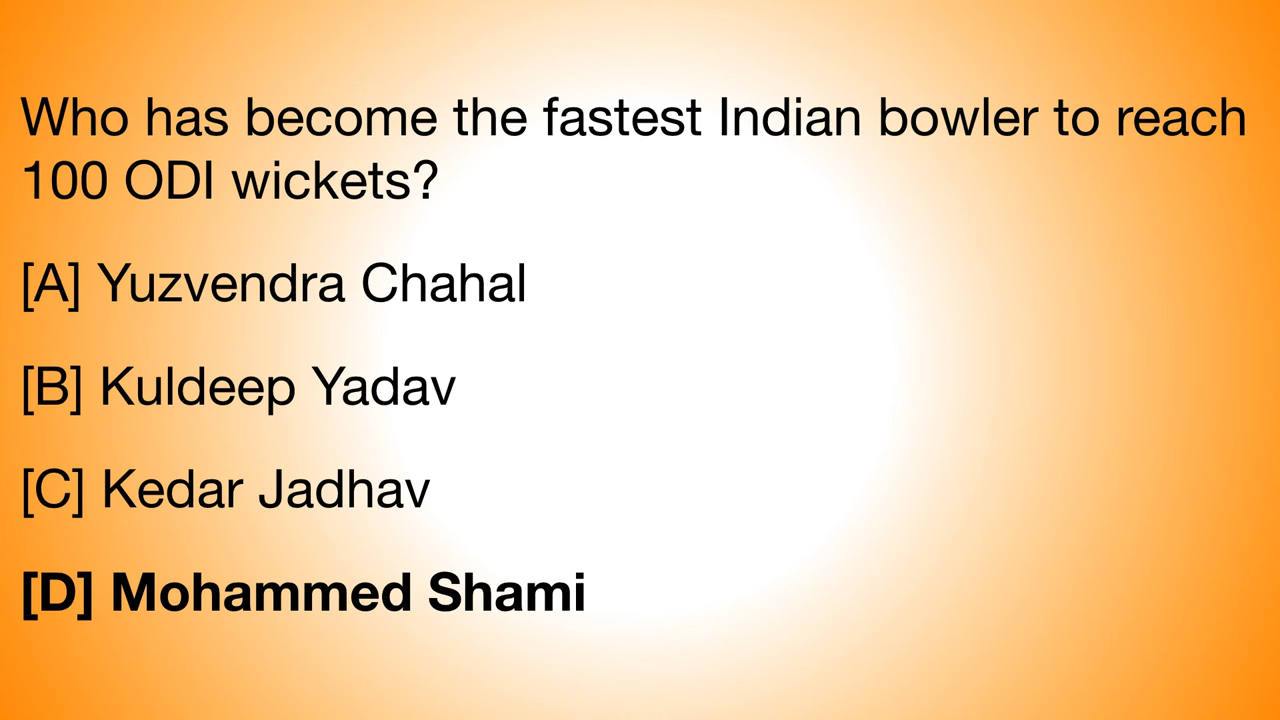 Who has become the fastest Indian bowler to reach
100 ODI wickets?
[A] Yuzvendra Chahal
[B] Kuldeep Yadav
[C] Kedar Jadhav
[D] Mohammed Shami